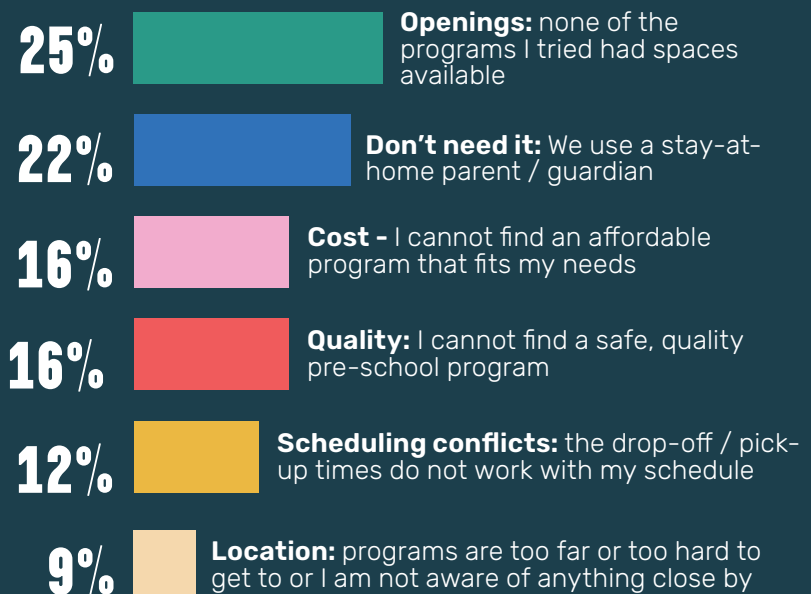 25%
Openings: none of the
programs I tried had spaces
available
22%
Don't need it: We use a stay-at-
home parent / guardian
16%
Cost - I cannot find an affordable
program that fits my needs
16%
Quality: I cannot find a safe, quality
pre-school program
12%
Scheduling conflicts: the drop-off / pick-
up times do not work with my schedule
9%
Location: programs are too far or too hard to
get to or I am not aware of anything close by